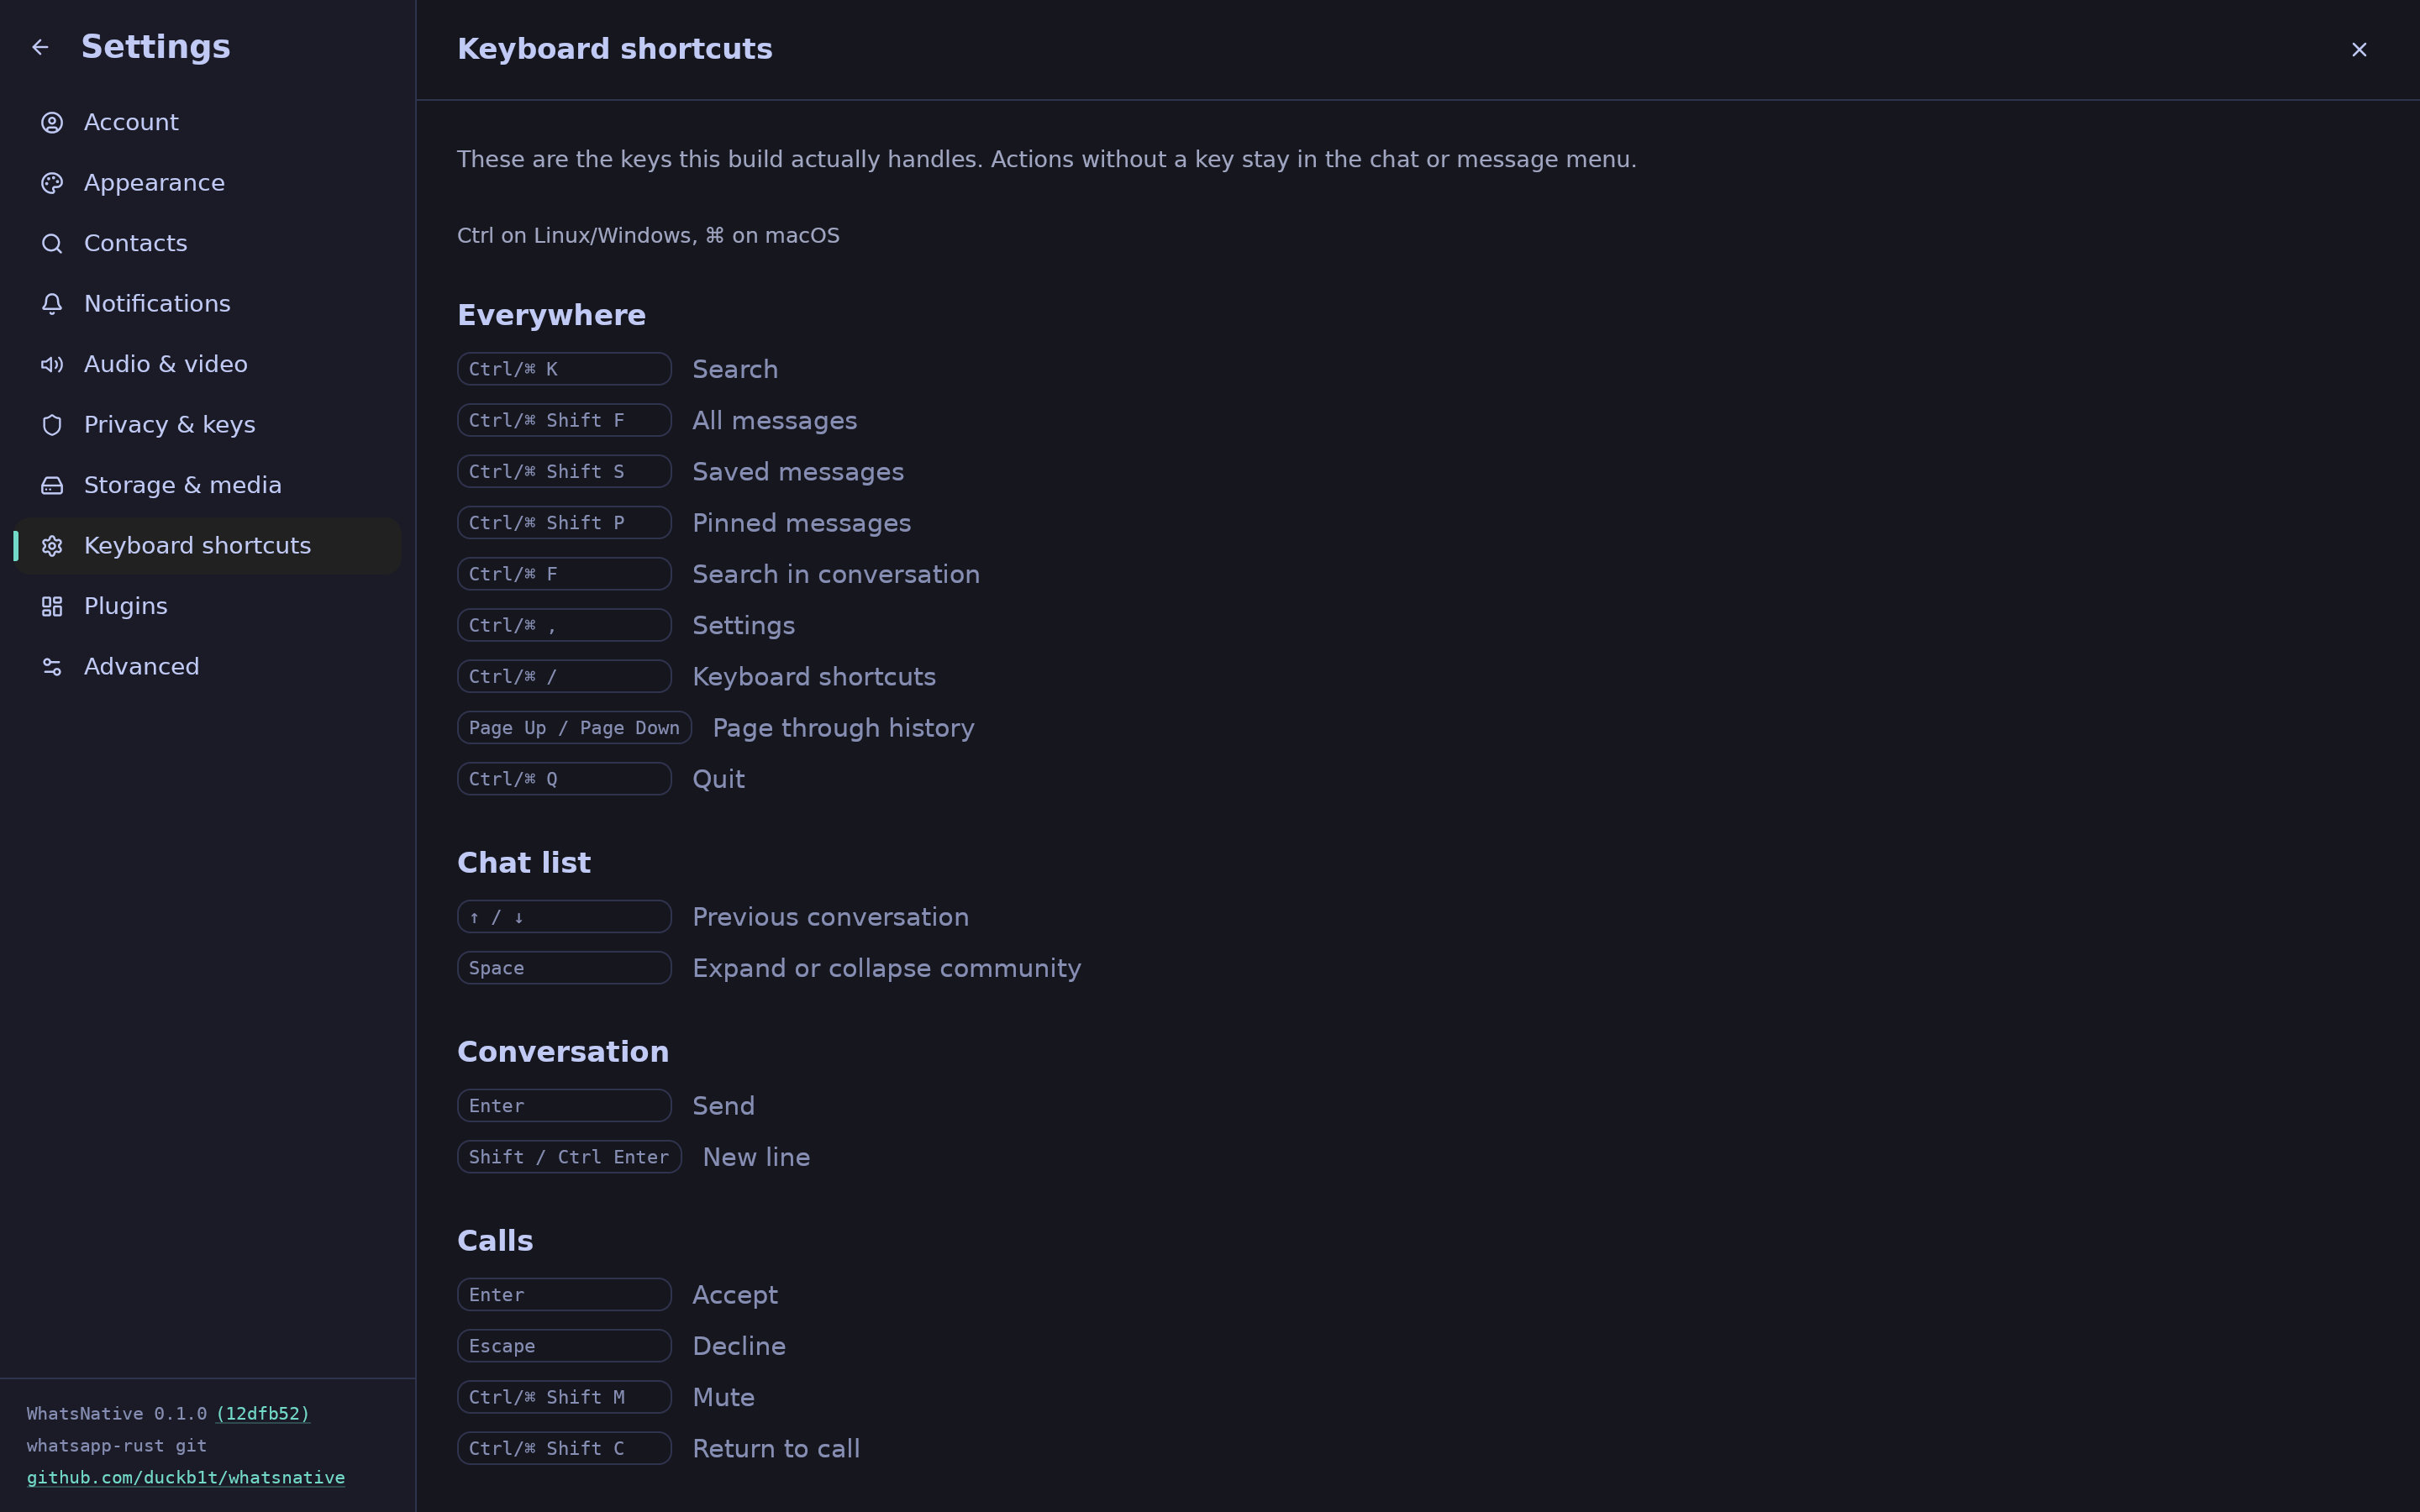 Settings
Account
Appearance
Contacts
Notifications
Audio & video
Privacy & keys
Storage & media
Keyboard shortcuts
Plugins
Advanced
WhatsNative 0.1.0 (12dfb52)
whatsapp-rust git
github.com/duckb1t/whatsnative
Keyboard shortcuts
These are the keys this build actually handles. Actions without a key stay in the chat or message menu.
Ctrl on Linux/Windows, ⌘ on macOS
Everywhere
Ctrl/⌘ K Search
Ctrl/⌘ Shift F All messages
Ctrl/⌘ Shift S Saved messages
Ctrl/⌘ Shift P Pinned messages
Ctrl/⌘ F Search in conversation
Ctrl/⌘ , Settings
Ctrl/⌘ / Keyboard shortcuts
Page Up / Page Down Page through history
Ctrl/⌘ Q Quit
Chat list
↑ / ↓ Previous conversation
Space Expand or collapse community
Conversation
Enter Send
Shift / Ctrl Enter New line
Calls
Enter Accept
Escape Decline
Ctrl/⌘ Shift M Mute
Ctrl/⌘ Shift C Return to call